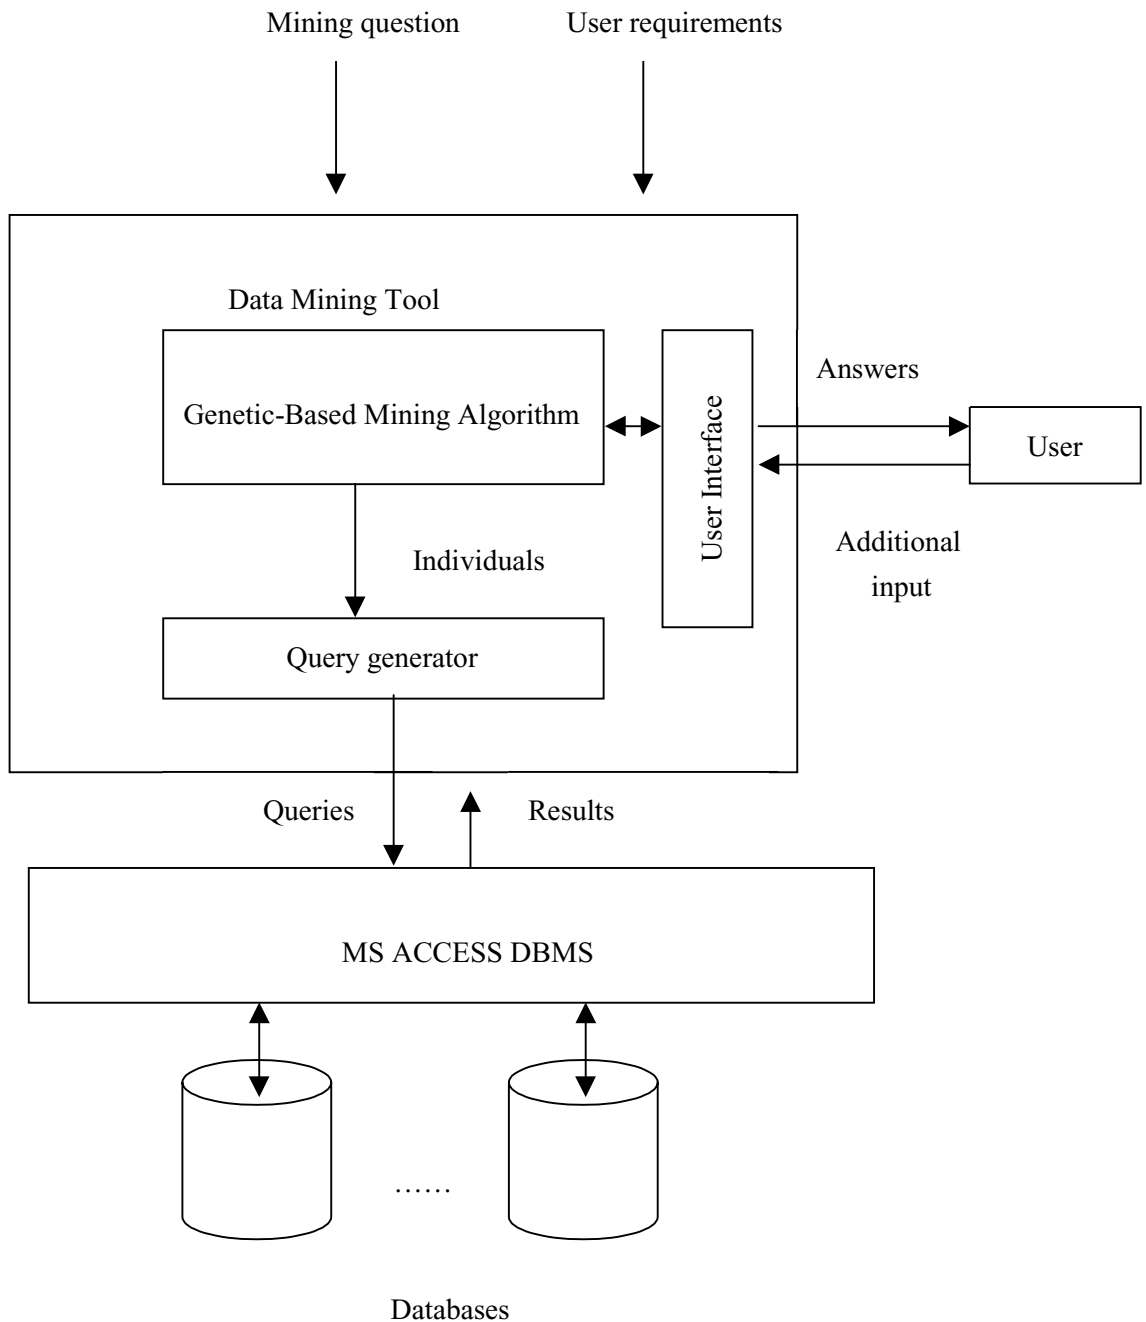 Mining question
User requirements
Data Mining Tool
Genetic-Based Mining Algorithm
User Interface
Answers
User
Additional
input
Individuals
Query generator
Queries
Results
MS ACCESS DBMS
......
Databases